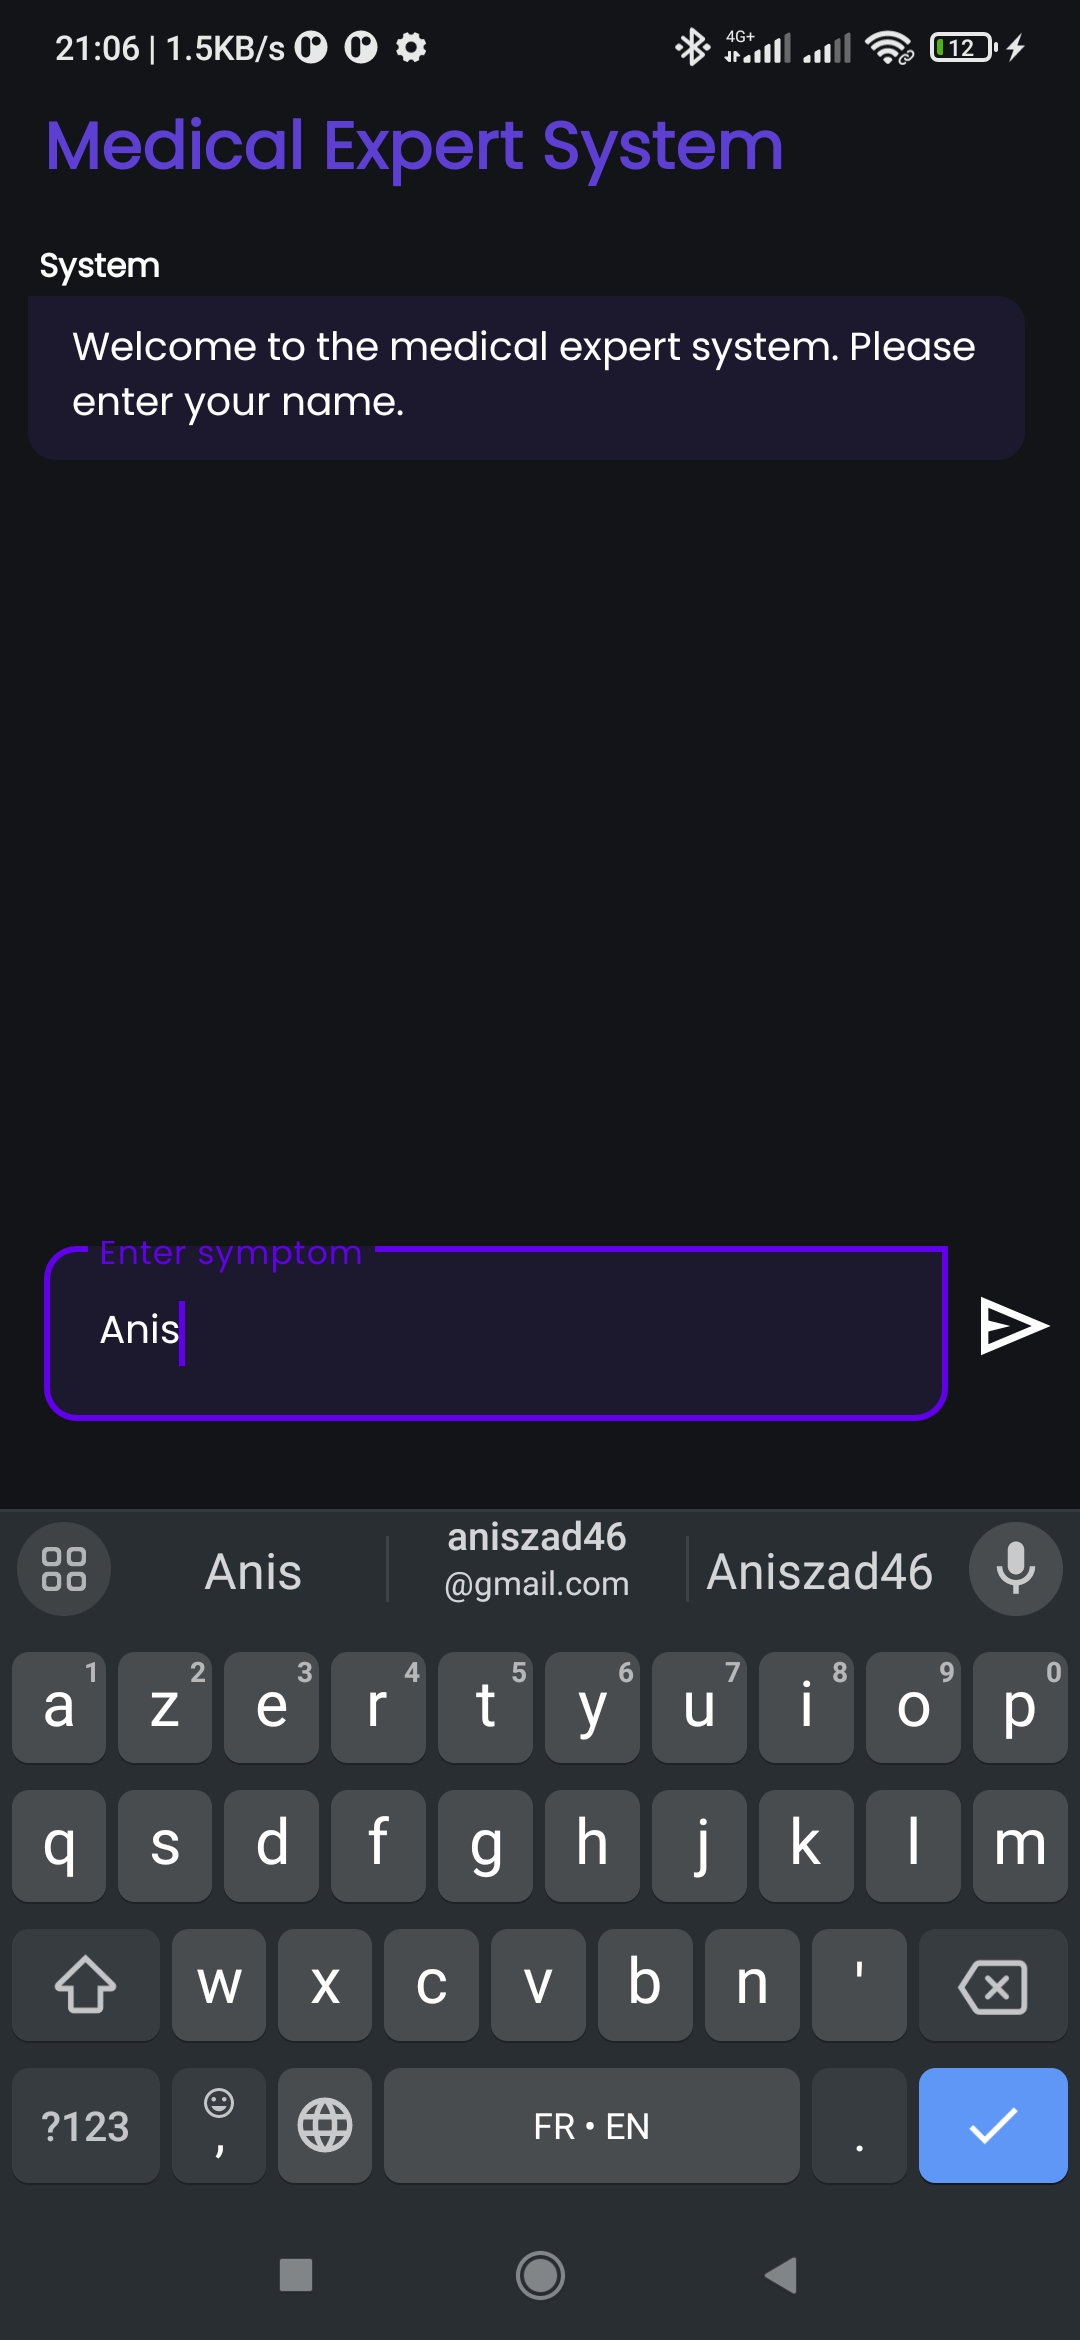 21:06 | 1.5KB/s 4G+ 12
Medical Expert System
System
Welcome to the medical expert system. Please
enter your name.
Enter symptom
Anis
Anis aniszad46 @gmail.com Aniszad46
a 1 z 2 e 3 r 4 t 5 y 6 u 7 i 8 o 9 p 0
q s d f g h j k l m
w x c v b n '
?123 , FR • EN .